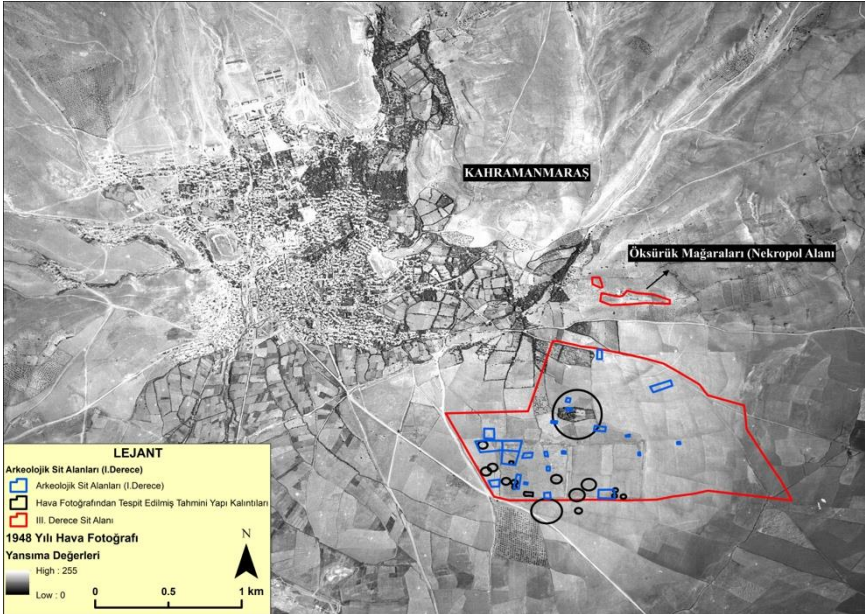 KAHRAMANMARAŞ
Öksürük Mağaraları (Nekropol Alanı
LEJANT
Arkeolojik Sit Alanları (I.Derece)
Arkeolojik Sit Alanları (I.Derece)
Hava Fotoğrafından Tespit Edilmiş Tahmini Yapı Kalıntıları
III. Derece Sit Alanı
1948 Yılı Hava Fotoğrafı
Yansıma Değerleri
High : 255
Low : 0
N
0 0.5 1 km